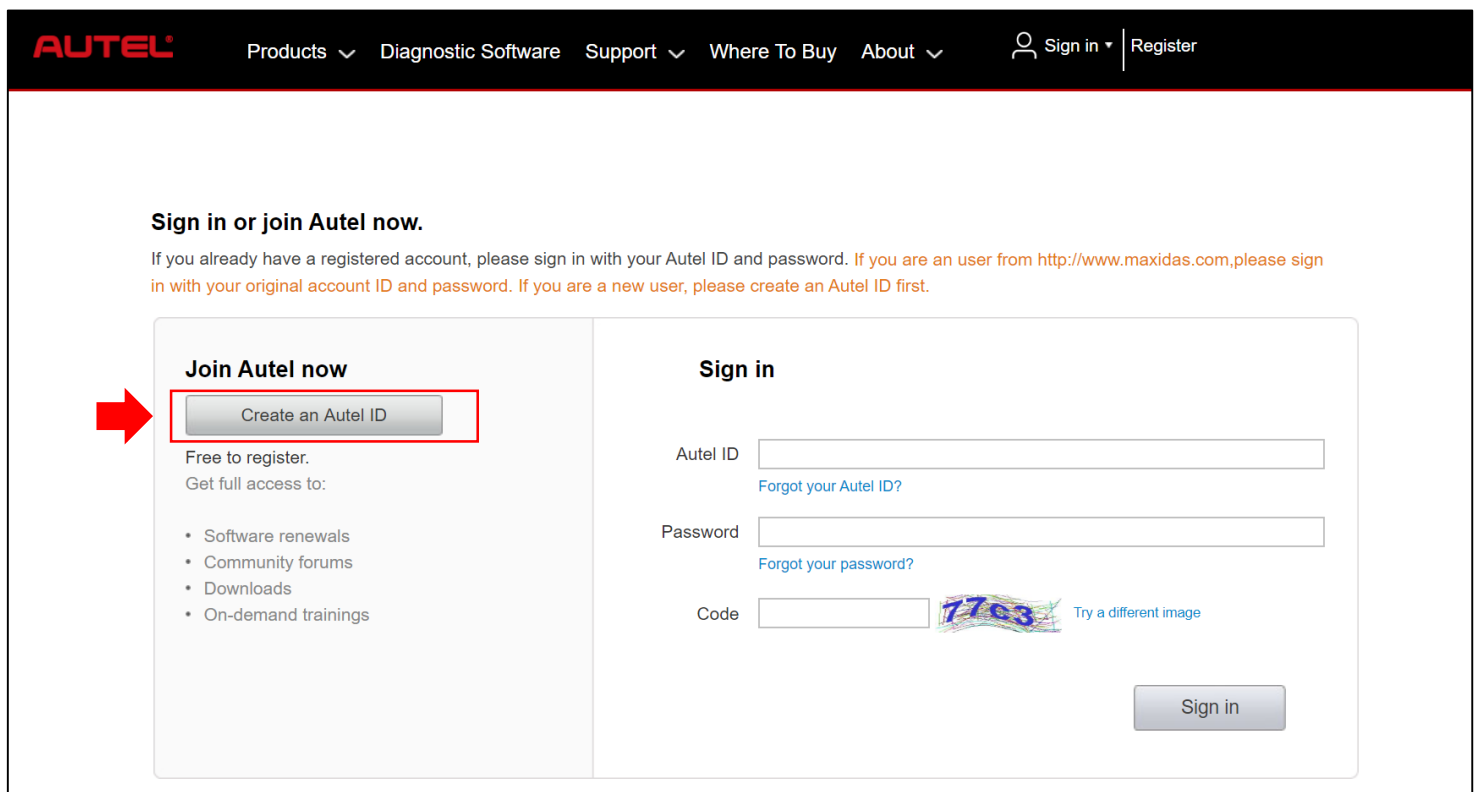 AUTEL®
Products Diagnostic Software Support Where To Buy About Sign in Register
Sign in or join Autel now.
If you already have a registered account, please sign in with your Autel ID and password. If you are an user from http://www.maxidas.com,please sign
in with your original account ID and password. If you are a new user, please create an Autel ID first.
Join Autel now
Create an Autel ID
Free to register.
Get full access to:
• Software renewals
• Community forums
• Downloads
• On-demand trainings
Sign in
Autel ID
Forgot your Autel ID?
Password
Forgot your password?
Code 77c3 Try a different image
Sign in